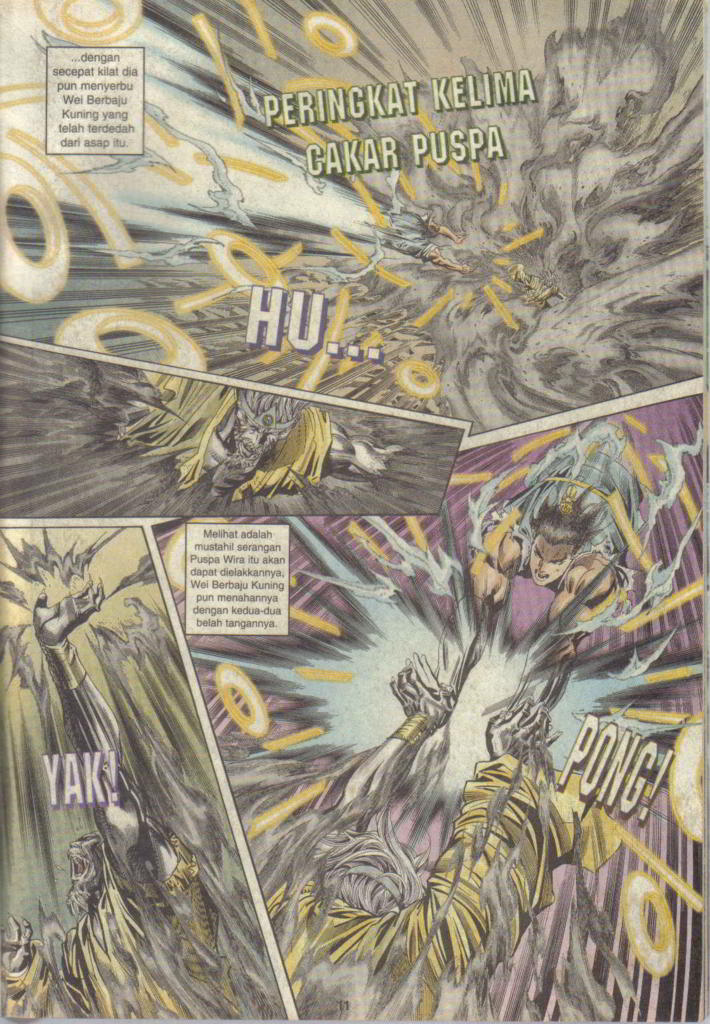 ...dengan
secepat kilat dia
pun menyerbu
Wei Berbaju
Kuning yang
telah terdedah
dari asap itu.
PERINGKAT KELIMA
CAKAR PUSPA
HU...
Melihat adalah
mustahil serangan
Puspa Wira itu akan
dapat dielakkannya,
Wei Berbaju Kuning
pun menahannya
dengan kedua-dua
belah tangannya.
YAK!
PONG!
11